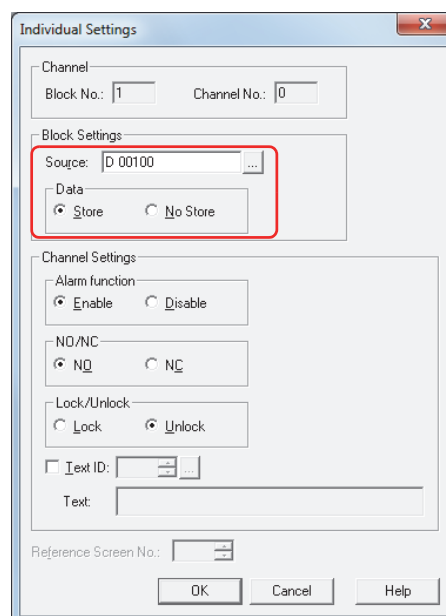 Individual Settings
Channel
Block No.: 1 Channel No.: 0
Block Settings
Source: D 00100 ...
Data
Store No Store
Channel Settings
Alarm function
Enable Disable
NO/NC
NO NC
Lock/Unlock
Lock Unlock
Text ID: ...
Text:
Reference Screen No.:
OK Cancel Help